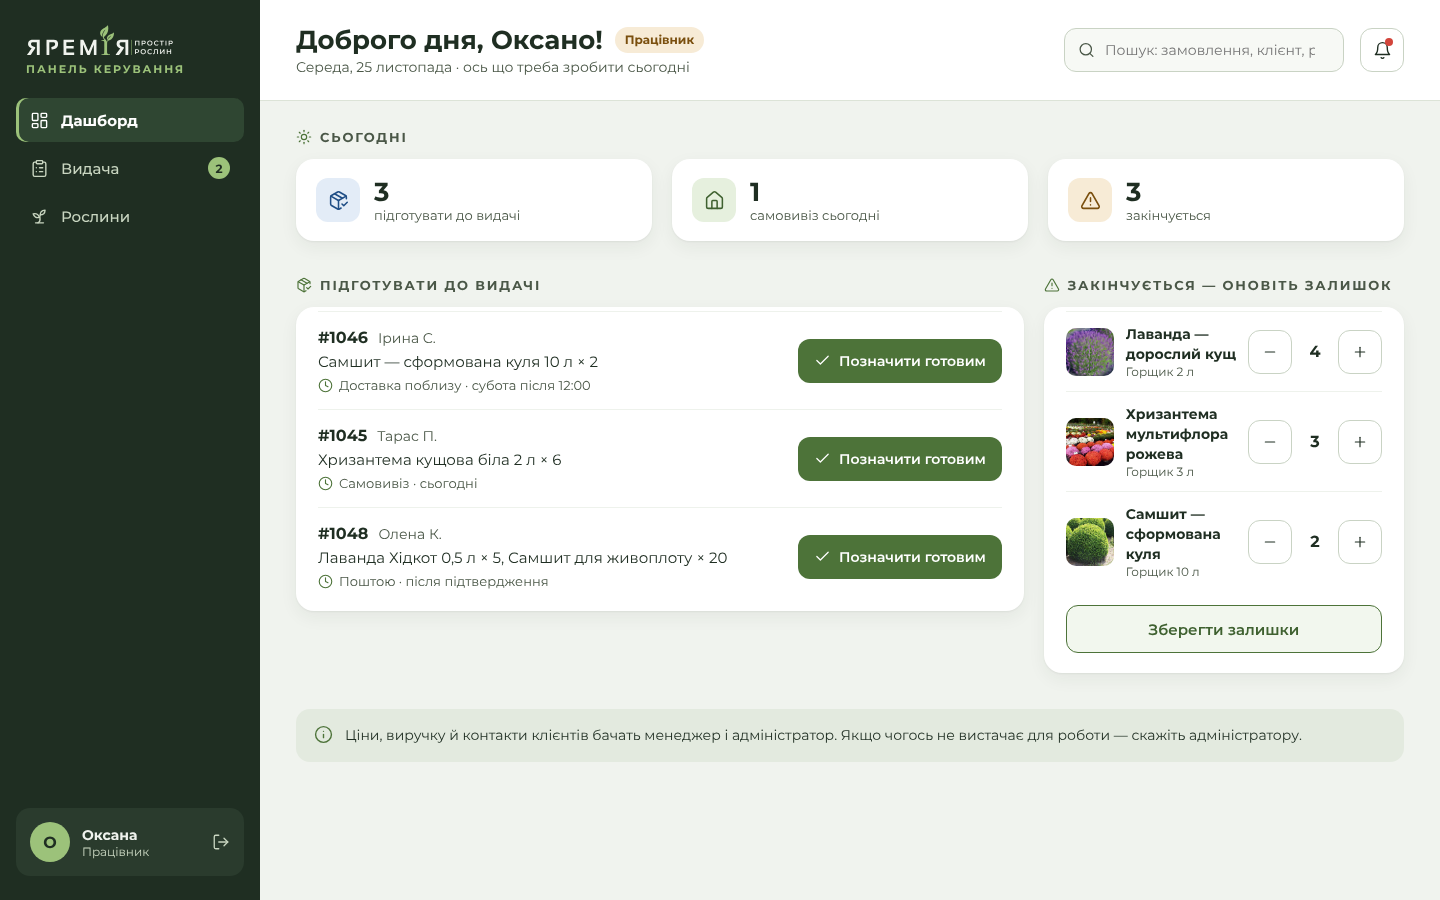 ЯРЕМІЯ ПРОСТІР РОСЛИН
ПАНЕЛЬ КЕРУВАННЯ
Дашборд
Видача 2
Рослини
Доброго дня, Оксано! Працівник
Середа, 25 листопада · ось що треба зробити сьогодні
Пошук: замовлення, клієнт, р
СЬОГОДНІ
3
підготувати до видачі
1
самовивіз сьогодні
3
закінчується
ПІДГОТУВАТИ ДО ВИДАЧІ
#1046 Ірина С.
Самшит — сформована куля 10 л × 2
Доставка поблизу · субота після 12:00
Позначити готовим
#1045 Тарас П.
Хризантема кущова біла 2 л × 6
Самовивіз · сьогодні
Позначити готовим
#1048 Олена К.
Лаванда Хідкот 0,5 л × 5, Самшит для живоплоту × 20
Поштою · після підтвердження
Позначити готовим
ЗАКІНЧУЄТЬСЯ — ОНОВІТЬ ЗАЛИШОК
Лаванда —
дорослий кущ
Горщик 2 л
− 4 +
Хризантема
мультифлора
рожева
Горщик 3 л
− 3 +
Самшит —
сформована
куля
Горщик 10 л
− 2 +
Зберегти залишки
Ціни, виручку й контакти клієнтів бачать менеджер і адміністратор. Якщо чогось не вистачає для роботи — скажіть адміністратору.
О
Оксана
Працівник